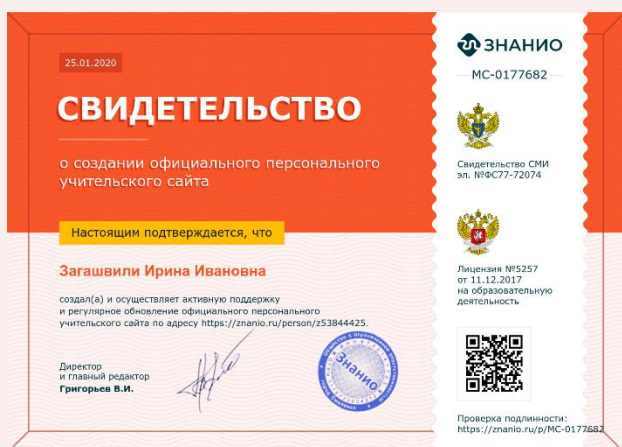 25.01.2020
СВИДЕТЕЛЬСТВО
о создании официального персонального
учительского сайта
Настоящим подтверждается, что
Загашвили Ирина Ивановна
создал(а) и осуществляет активную поддержку
и регулярное обновление официального персонального
учительского сайта по адресу https://znanio.ru/person/z53844425.
Директор
и главный редактор
Григорьев В.И.
Знанио
ЗНАНИО
МС-0177682
Свидетельство СМИ
эл. №ФС77-72074
Лицензия №5257
от 11.12.2017
на образовательную
деятельность
Проверка подлинности:
https://znanio.ru/p/МС-0177682